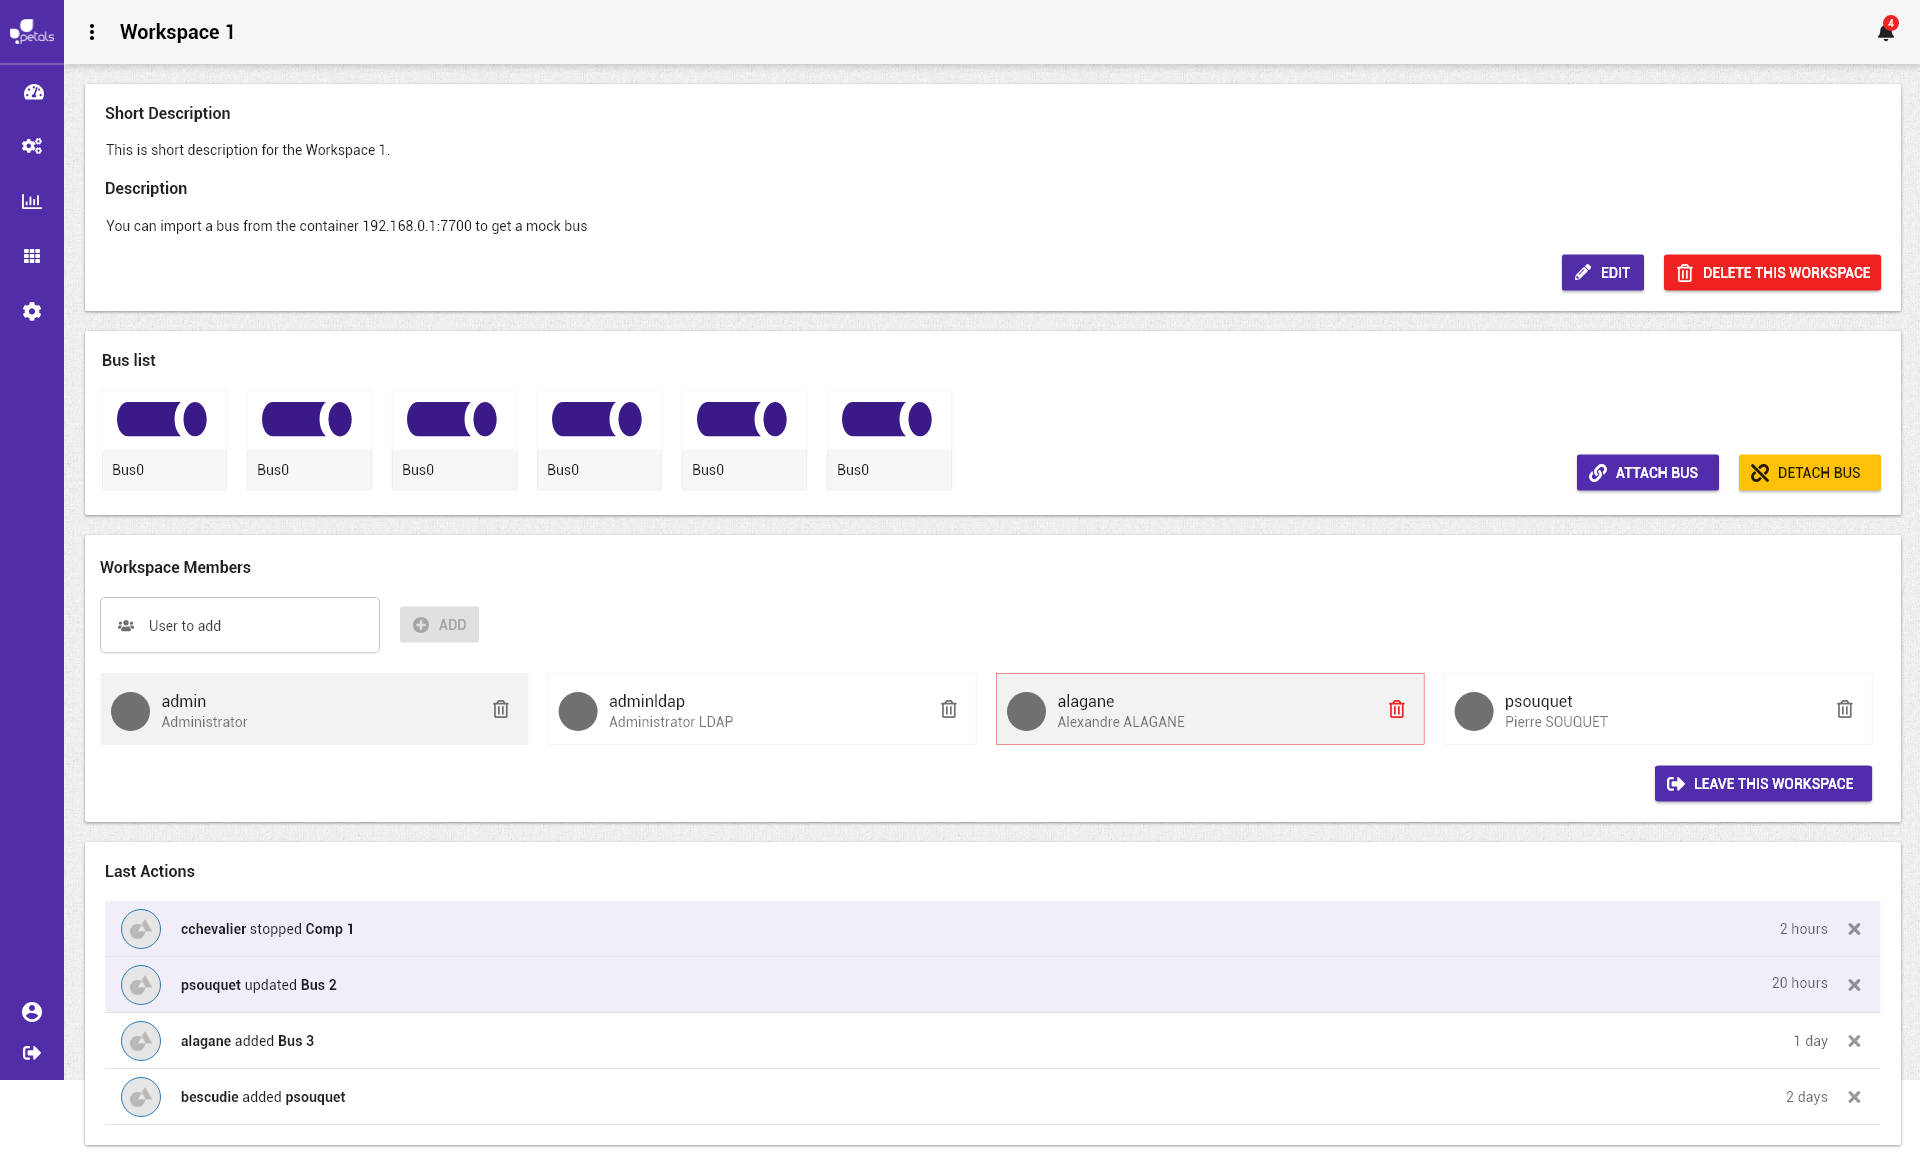 petals
Workspace 1
4
Short Description
This is short description for the Workspace 1.
Description
You can import a bus from the container 192.168.0.1:7700 to get a mock bus
EDIT
DELETE THIS WORKSPACE
Bus list
Bus0
Bus0
Bus0
Bus0
Bus0
Bus0
ATTACH BUS
DETACH BUS
Workspace Members
User to add
ADD
admin
Administrator
adminldap
Administrator LDAP
alagane
Alexandre ALAGANE
psouquet
Pierre SOUQUET
LEAVE THIS WORKSPACE
Last Actions
cchevalier stopped Comp 1
2 hours
psouquet updated Bus 2
20 hours
alagane added Bus 3
1 day
bescudie added psouquet
2 days